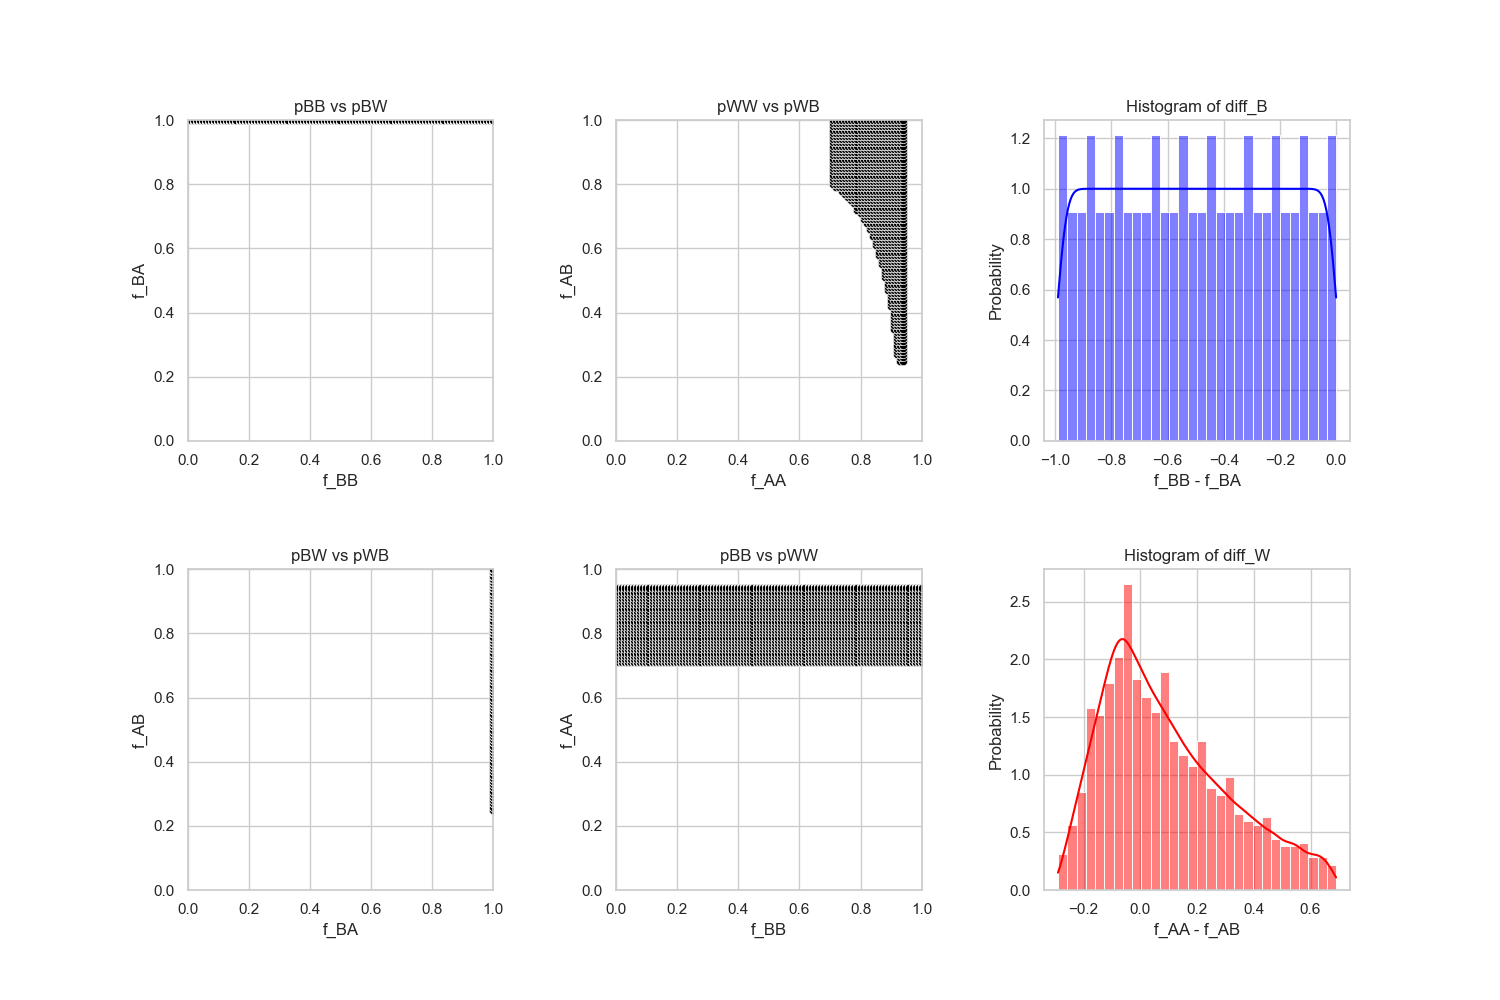 pBB vs pBW
1.0
0.8
0.6
0.4
0.2
0.0
f_BA
0.0 0.2 0.4 0.6 0.8 1.0
f_BB
pWW vs pWB
1.0
0.8
0.6
0.4
0.2
0.0
f_AB
0.0 0.2 0.4 0.6 0.8 1.0
f_AA
Histogram of diff_B
1.2
1.0
0.8
0.6
0.4
0.2
0.0
Probability
−1.0 −0.8 −0.6 −0.4 −0.2 0.0
f_BB - f_BA
pBW vs pWB
1.0
0.8
0.6
0.4
0.2
0.0
f_AB
0.0 0.2 0.4 0.6 0.8 1.0
f_BA
pBB vs pWW
1.0
0.8
0.6
0.4
0.2
0.0
f_AA
0.0 0.2 0.4 0.6 0.8 1.0
f_BB
Histogram of diff_W
2.5
2.0
1.5
1.0
0.5
0.0
Probability
−0.2 0.0 0.2 0.4 0.6
f_AA - f_AB